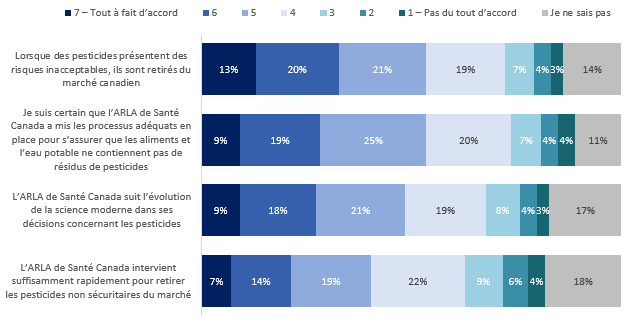 7 – Tout à fait d'accord 6 5 4 3 2 1 – Pas du tout d'accord Je ne sais pas
Lorsque des pesticides présentent des
risques inacceptables, ils sont retirés du
marché canadien
13% 20% 21% 19% 7% 4% 3% 14%
Je suis certain que l'ARLA de Santé
Canada a mis les processus adéquats en
place pour s'assurer que les aliments et
l'eau potable ne contiennent pas de
résidus de pesticides
9% 19% 25% 20% 7% 4% 4% 11%
L'ARLA de Santé Canada suit l'évolution
de la science moderne dans ses
décisions concernant les pesticides
9% 18% 21% 19% 8% 4% 3% 17%
L'ARLA de Santé Canada intervient
suffisamment rapidement pour retirer
les pesticides non sécuritaires du marché
7% 14% 19% 22% 9% 6% 4% 18%